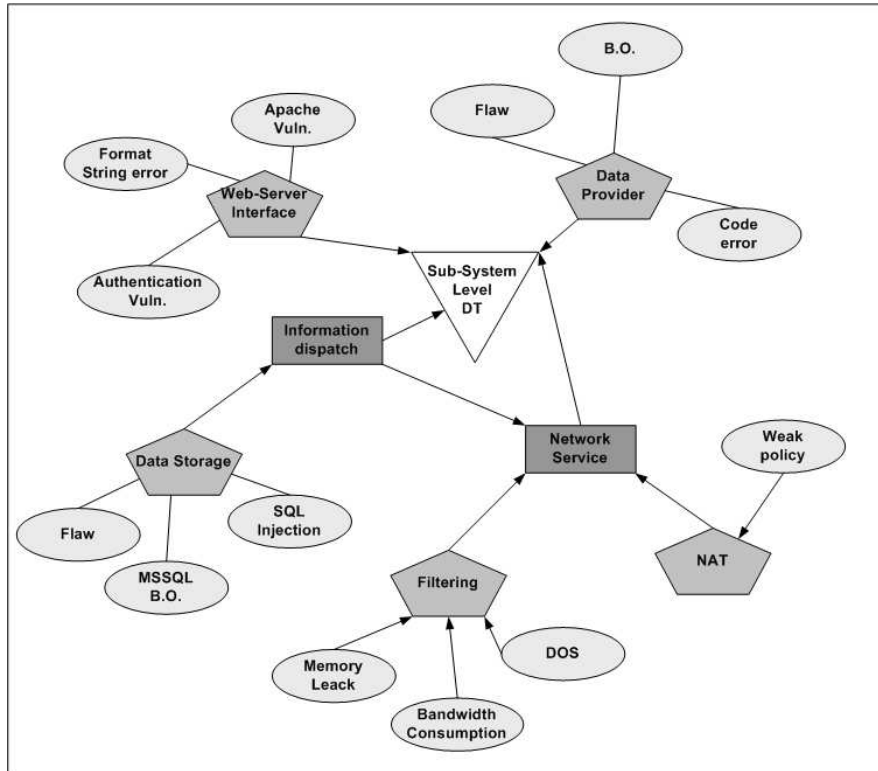 B.O.
Flaw
Apache
Vuln.
Format
String error
Data
Provider
Web-Server
Interface
Code
error
Authentication
Vuln.
Sub-System
Level
DT
Information
dispatch
Network
Service
Weak
policy
Data Storage
SQL
Injection
Flaw
MSSQL
B.O.
NAT
Filtering
DOS
Memory
Leack
Bandwidth
Consumption